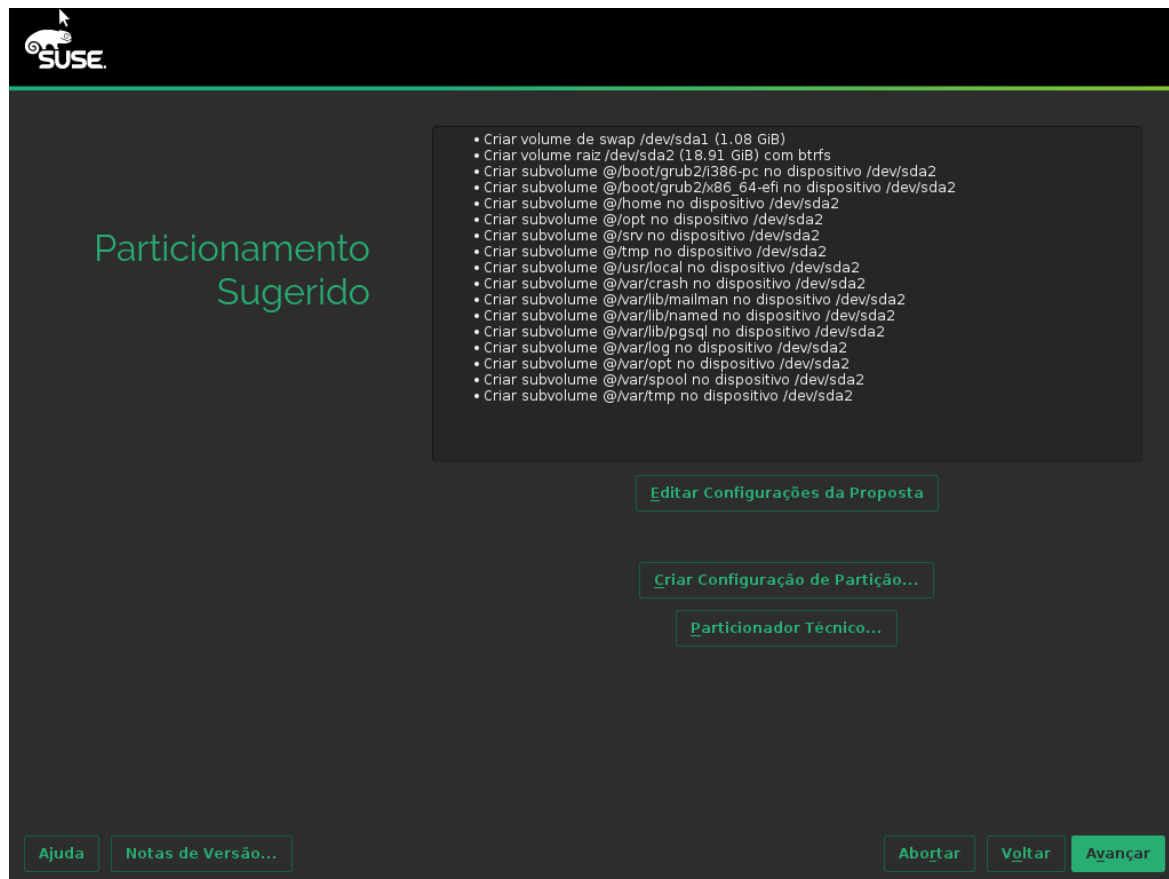 SUSE.
Particionamento
Sugerido
• Criar volume de swap /dev/sda1 (1.08 GiB)
• Criar volume raiz /dev/sda2 (18.91 GiB) com btrfs
• Criar subvolume @/boot/grub2/i386-pc no dispositivo /dev/sda2
• Criar subvolume @/boot/grub2/x86_64-efi no dispositivo /dev/sda2
• Criar subvolume @/home no dispositivo /dev/sda2
• Criar subvolume @/opt no dispositivo /dev/sda2
• Criar subvolume @/srv no dispositivo /dev/sda2
• Criar subvolume @/tmp no dispositivo /dev/sda2
• Criar subvolume @/usr/local no dispositivo /dev/sda2
• Criar subvolume @/var/crash no dispositivo /dev/sda2
• Criar subvolume @/var/lib/mailman no dispositivo /dev/sda2
• Criar subvolume @/var/lib/named no dispositivo /dev/sda2
• Criar subvolume @/var/lib/pgsql no dispositivo /dev/sda2
• Criar subvolume @/var/log no dispositivo /dev/sda2
• Criar subvolume @/var/opt no dispositivo /dev/sda2
• Criar subvolume @/var/spool no dispositivo /dev/sda2
• Criar subvolume @/var/tmp no dispositivo /dev/sda2
Editar Configurações da Proposta
Criar Configuração de Partição...
Particionador Técnico...
Ajuda Notas de Versão... Abortar Voltar Avançar